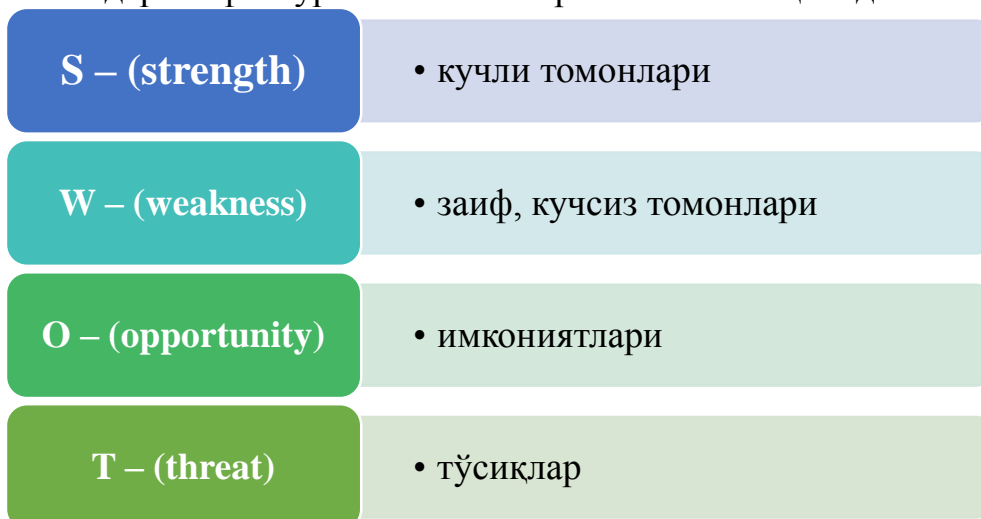 S – (strength)
• кучли томонлари
W – (weakness)
• заиф, кучсиз томонлари
O – (opportunity)
• имкониятлари
T – (threat)
• тўсиқлар